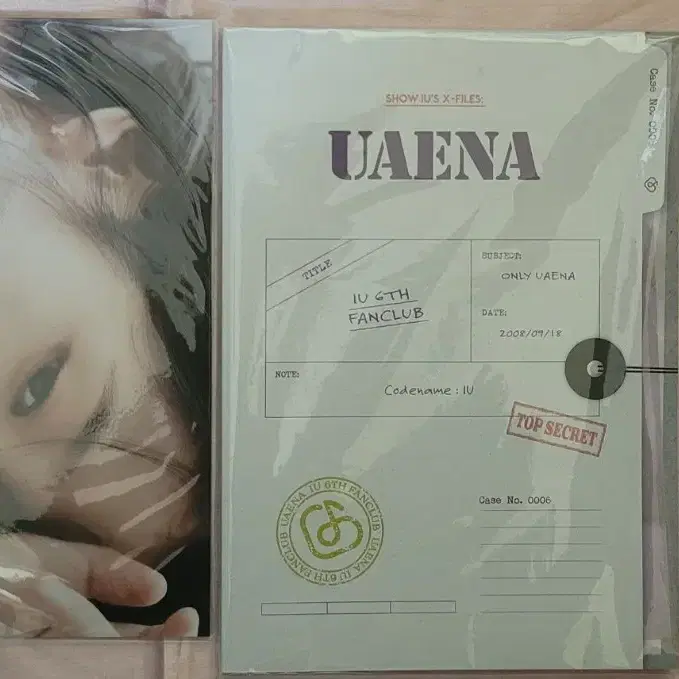 SHOW IU'S X-FILES:
UAENA
TITLE
IU 6TH
FANCLUB
SUBJECT:
ONLY UAENA
DATE:
2008/09/18
NOTE:
Codename : IU
TOP SECRET
UAENA IU 6TH FANCLUB UAENA IU 6TH FANCLUB
Case No. 0006
Case No. 0006